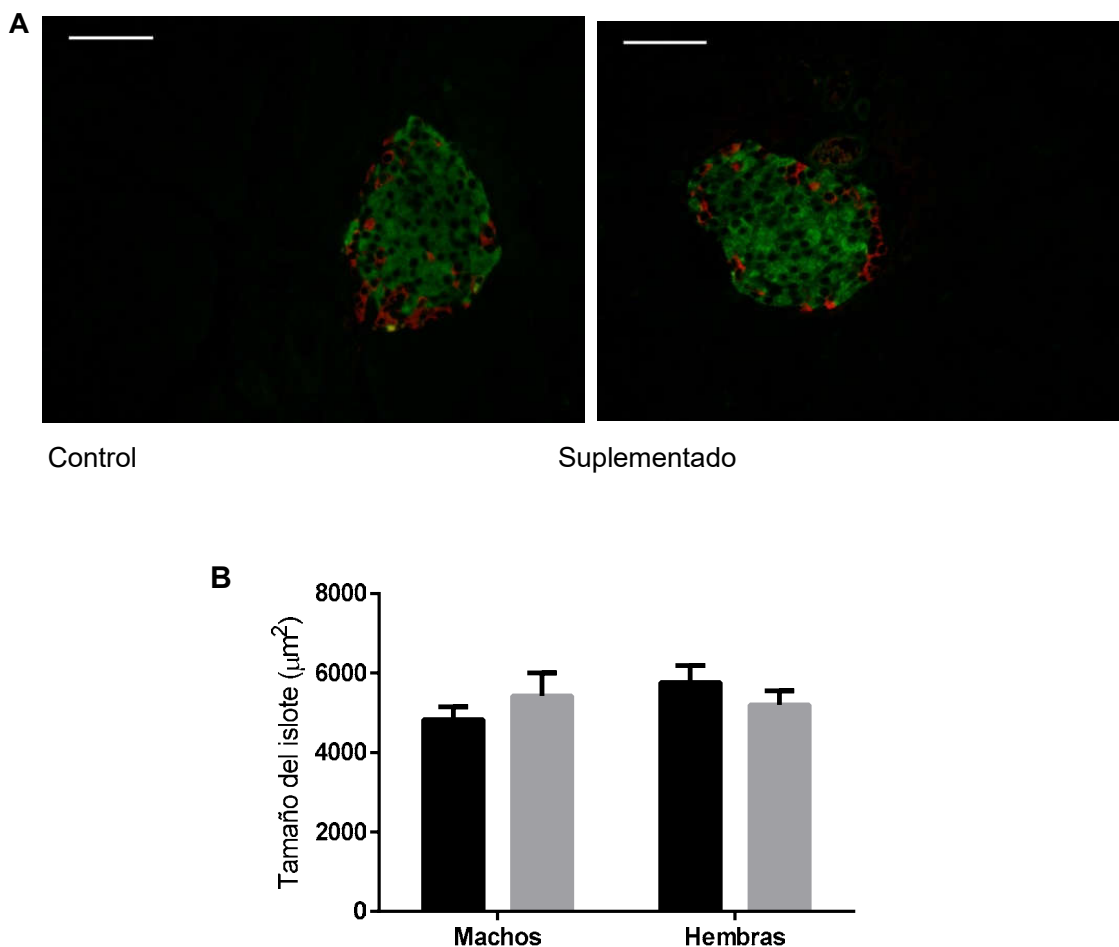 A
Control Suplementado
B
Tamaño del islote (μm²)
8000
6000
4000
2000
0
Machos Hembras